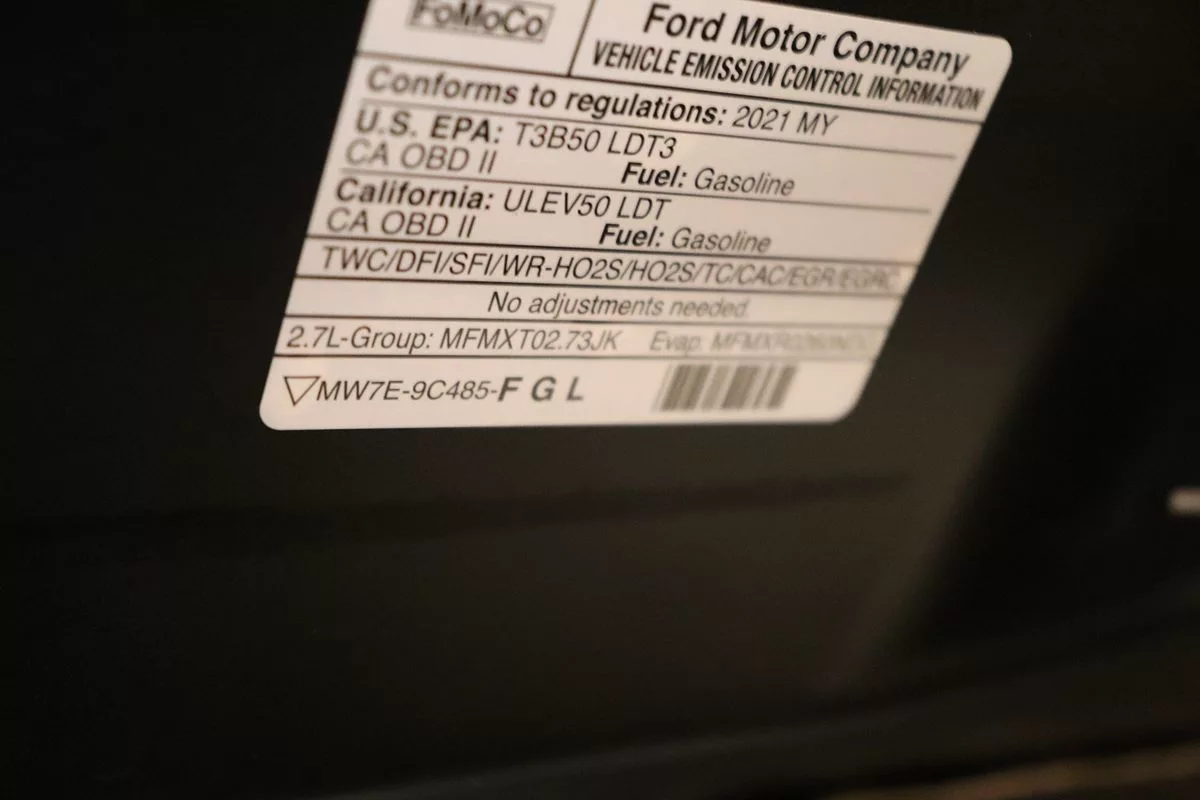 FoMoCo
Ford Motor Company
VEHICLE EMISSION CONTROL INFORMATION
Conforms to regulations: 2021 MY
U.S. EPA: T3B50 LDT3
CA OBD II Fuel: Gasoline
California: ULEV50 LDT
CA OBD II Fuel: Gasoline
TWC/DFI/SFI/WR-HO2S/HO2S/TC/CAC/EGR/EGRC
No adjustments needed.
2.7L-Group: MFMXT02.73JK Evap:
MW7E-9C485-F G L